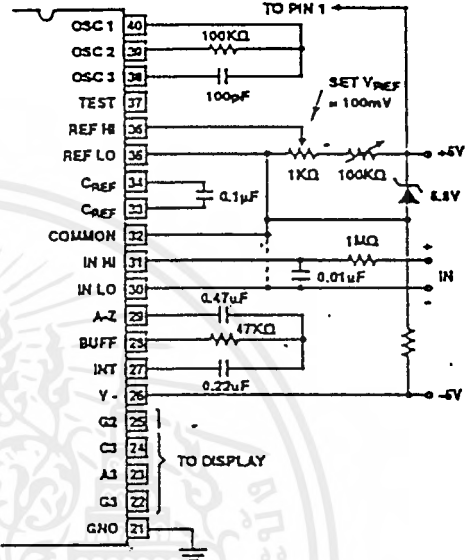 TO PIN 1
OSC 1 40
100KΩ
OSC 2 39
OSC 3 38
100pF
TEST 37
SET VREF
= 100mV
REF HI 36
REF LO 35
+5V
1KΩ 100KΩ
CREF 34
0.1µF
CREF 33
6.8V
COMMON 32
1MΩ
IN HI 31
+
0.01µF IN
IN LO 30
-
0.47uF
A-Z 29
47KΩ
BUFF 28
INT 27
0.22uF
V- 26
-5V
G2 25
C3 24
TO DISPLAY
A3 23
G3 22
GND 21